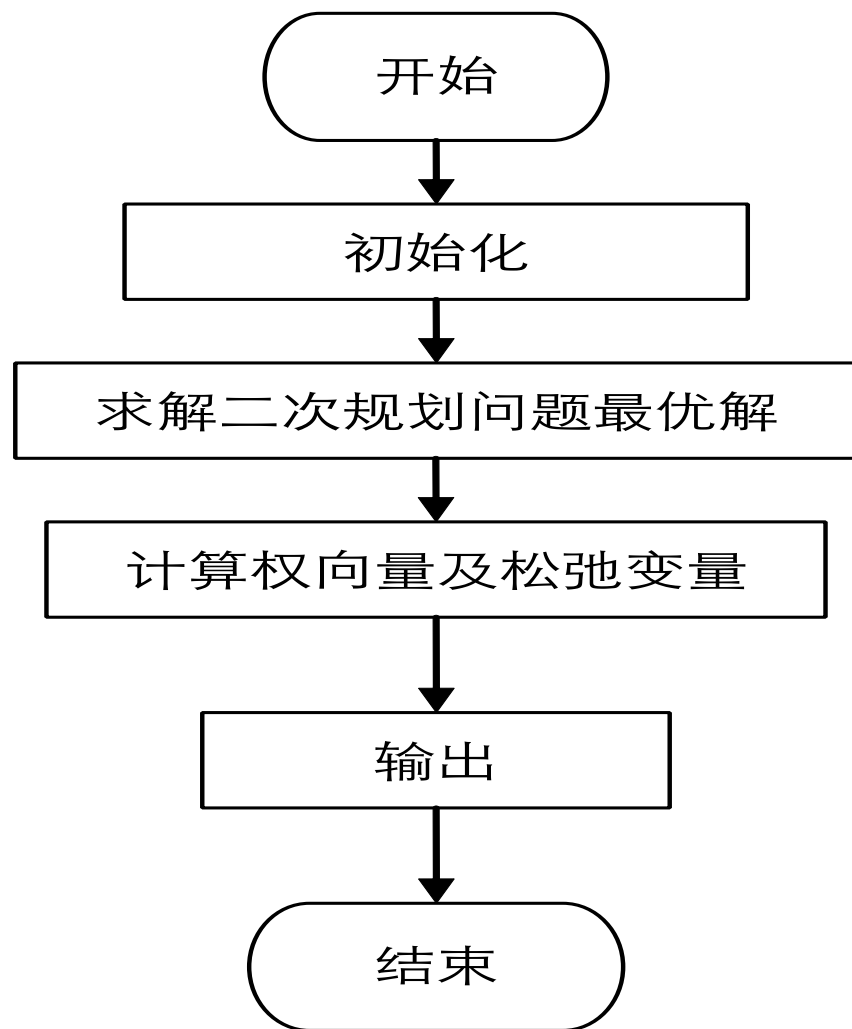 开始
初始化
求解二次规划问题最优解
计算权向量及松弛变量
输出
结束